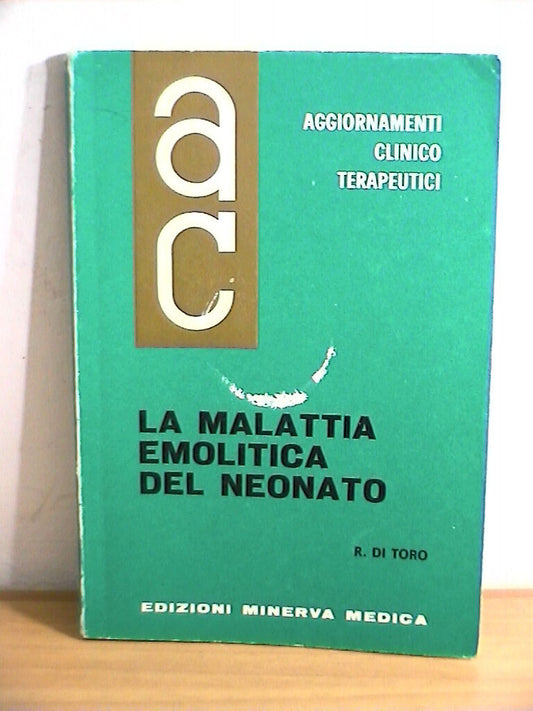 ac
AGGIORNAMENTI
CLINICO
TERAPEUTICI
LA MALATTIA
EMOLITICA
DEL NEONATO
R. DI TORO
EDIZIONI MINERVA MEDICA